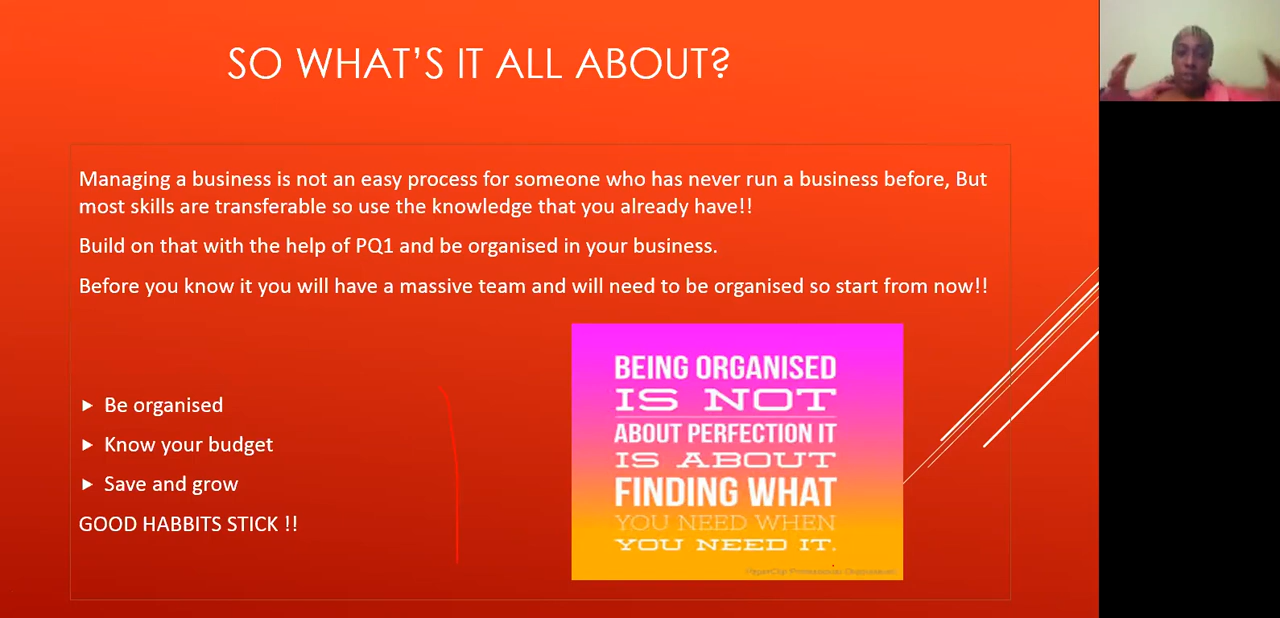 SO WHAT'S IT ALL ABOUT?
Managing a business is not an easy process for someone who has never run a business before, But
most skills are transferable so use the knowledge that you already have!!
Build on that with the help of PQ1 and be organised in your business.
Before you know it you will have a massive team and will need to be organised so start from now!!
Be organised
Know your budget
Save and grow
GOOD HABBITS STICK !!
BEING ORGANISED
IS NOT
ABOUT PERFECTION IT
IS ABOUT
FINDING WHAT
YOU NEED WHEN
YOU NEED IT.